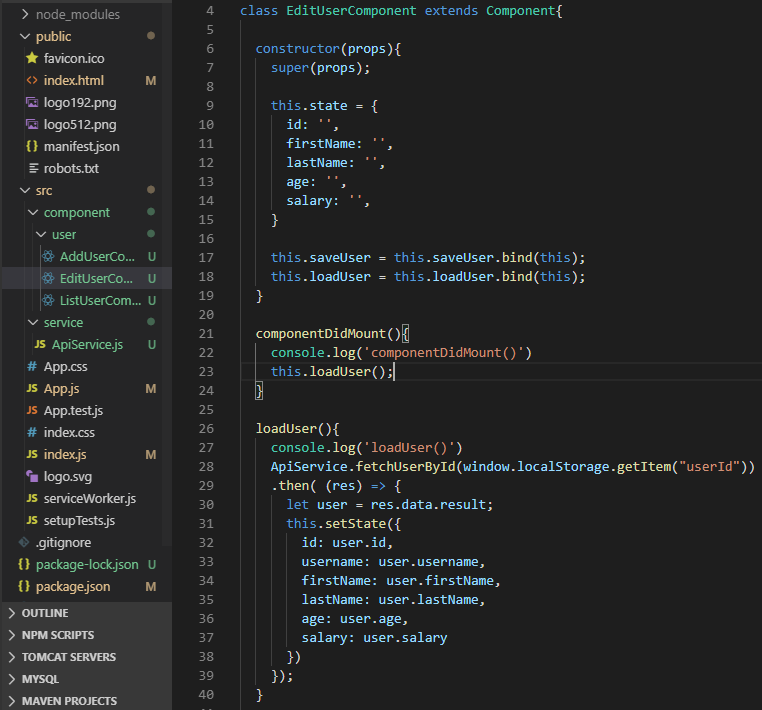 node_modules
public
favicon.ico
<> index.html M
logo192.png
logo512.png
{} manifest.json
robots.txt
src
component
user
AddUserCo... U
EditUserCo... U
ListUserCom... U
service
JS ApiService.js U
# App.css
JS App.js M
JS App.test.js
# index.css
JS index.js M
logo.svg
JS serviceWorker.js
JS setupTests.js
.gitignore
{} package-lock.json U
{} package.json M
OUTLINE
NPM SCRIPTS
TOMCAT SERVERS
MYSQL
MAVEN PROJECTS
4 class EditUserComponent extends Component{
5
6 constructor(props){
7 super(props);
8
9 this.state = {
10 id: '',
11 firstName: '',
12 lastName: '',
13 age: '',
14 salary: '',
15 }
16
17 this.saveUser = this.saveUser.bind(this);
18 this.loadUser = this.loadUser.bind(this);
19 }
20
21 componentDidMount(){
22 console.log('componentDidMount()')
23 this.loadUser();
24 }
25
26 loadUser(){
27 console.log('loadUser()')
28 ApiService.fetchUserById(window.localStorage.getItem("userId"))
29 .then( (res) => {
30 let user = res.data.result;
31 this.setState({
32 id: user.id,
33 username: user.username,
34 firstName: user.firstName,
35 lastName: user.lastName,
36 age: user.age,
37 salary: user.salary
38 })
39 });
40 }